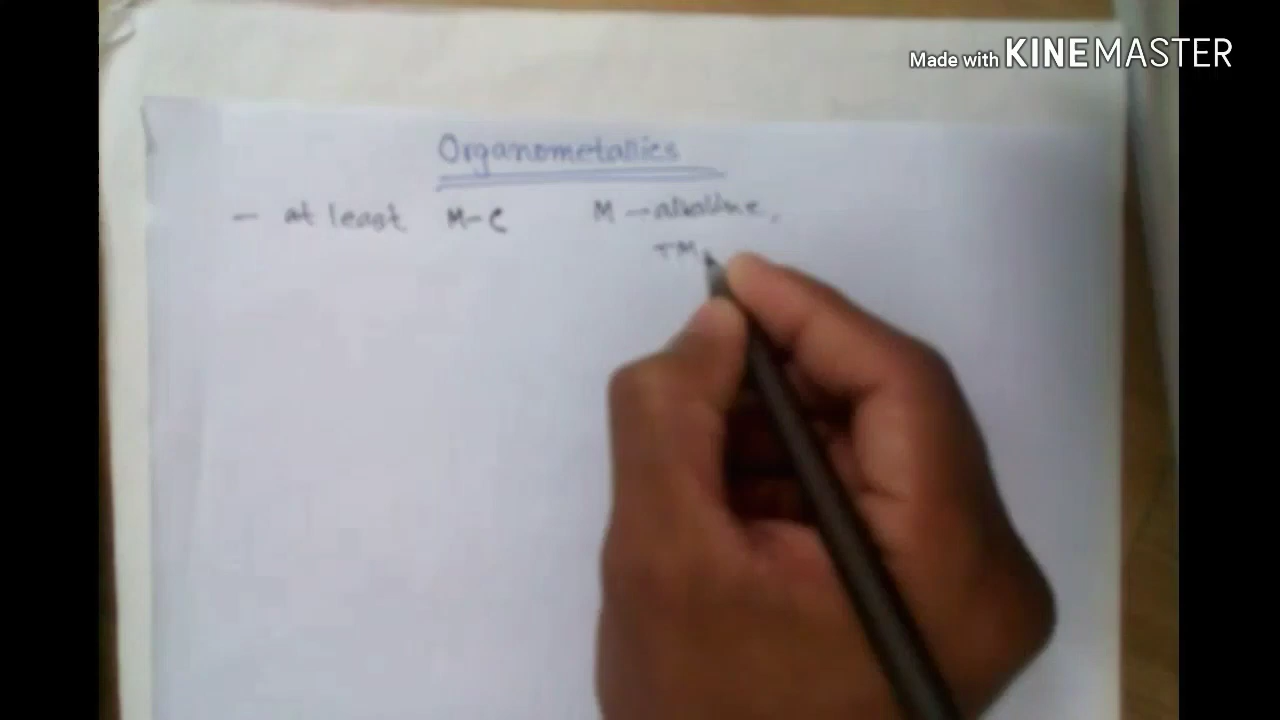 Made with KINEMASTER
Organometallics
- at least M-C M - alkaline,
TM,